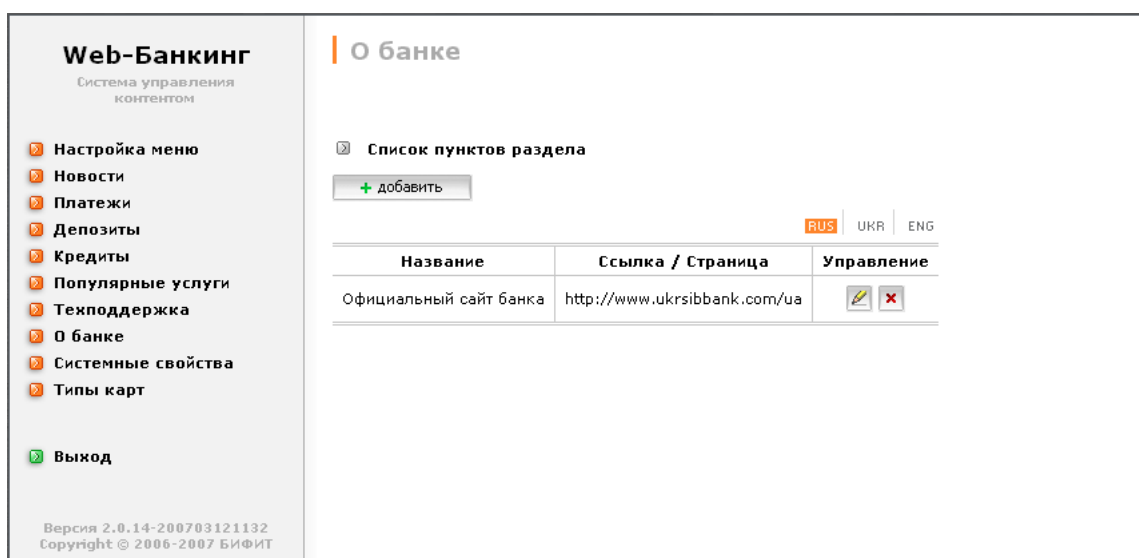 Web-Банкинг
Система управления
контентом
Настройка меню
Новости
Платежи
Депозиты
Кредиты
Популярные услуги
Техподдержка
О банке
Системные свойства
Типы карт
Выход
Версия 2.0.14-200703121132
Copyright © 2006-2007 БИФИТ
О банке
Список пунктов раздела
+ добавить
RUS UKR ENG
Название Ссылка / Страница Управление
Официальный сайт банка http://www.ukrsibbank.com/ua